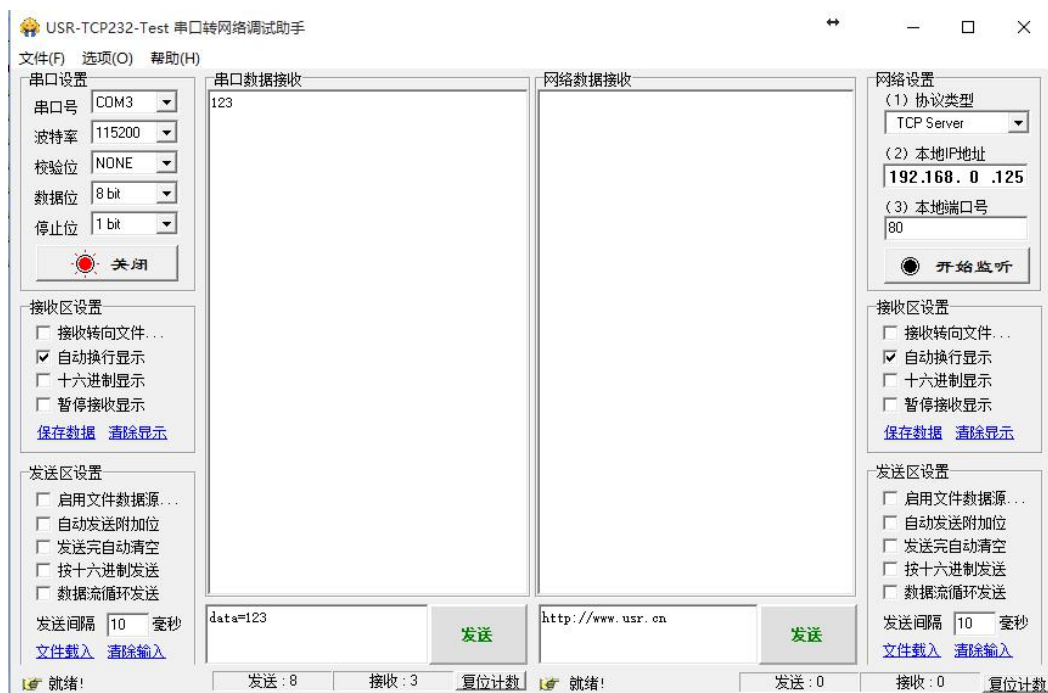 USR-TCP232-Test 串口转网络调试助手
文件(F) 选项(O) 帮助(H)
串口设置
串口号 COM3
波特率 115200
校验位 NONE
数据位 8 bit
停止位 1 bit
关闭
接收区设置
接收转向文件...
自动换行显示
十六进制显示
暂停接收显示
保存数据 清除显示
发送区设置
启用文件数据源...
自动发送附加位
发送完自动清空
按十六进制发送
数据流循环发送
发送间隔 10 毫秒
文件载入 清除输入
串口数据接收
123
data=123
发送
网络数据接收
http://www.usr.cn
发送
网络设置
(1) 协议类型
TCP Server
(2) 本地IP地址
192.168. 0 .125
(3) 本地端口号
80
开始监听
接收区设置
接收转向文件...
自动换行显示
十六进制显示
暂停接收显示
保存数据 清除显示
发送区设置
启用文件数据源...
自动发送附加位
发送完自动清空
按十六进制发送
数据流循环发送
发送间隔 10 毫秒
文件载入 清除输入
就绪! 发送:8 接收:3 复位计数
就绪! 发送:0 接收:0 复位计数